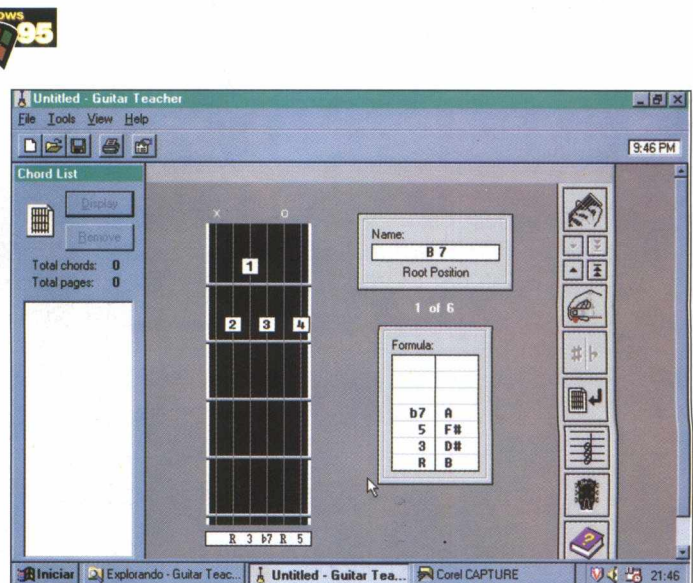 95
Untitled - Guitar Teacher
File Tools View Help
9:46 PM
Chord List
Display
Remove
Total chords: 0
Total pages: 0
X O
1
2 3 4
R 3 b7 R 5
Name:
B 7
Root Position
1 of 6
Formula:
b7 A
5 F#
3 D#
R B
# b
?
Iniciar Explorando - Guitar Teac... Untitled - Guitar Tea... Corel CAPTURE 21:46